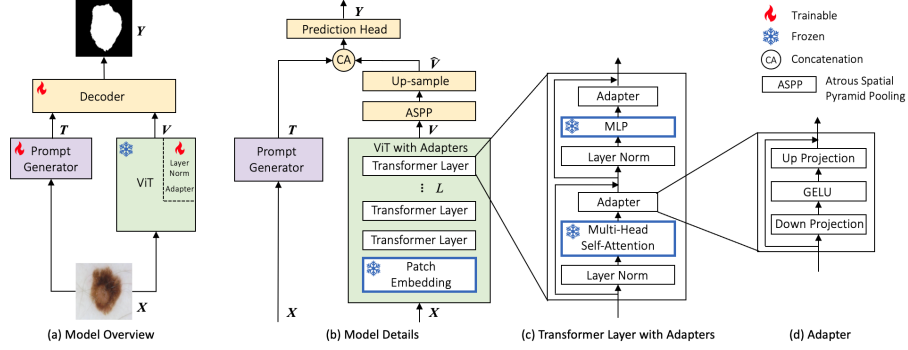 Y
Decoder
T
V
Prompt
Generator
ViT
Layer
Norm
Adapter
X
(a) Model Overview
Y
Prediction Head
CA
Ṽ
Up-sample
ASPP
T
V
Prompt
Generator
ViT with Adapters
Transformer Layer
⋮ L
Transformer Layer
Transformer Layer
Patch
Embedding
X
X
(b) Model Details
Adapter
MLP
Layer Norm
Adapter
Multi-Head
Self-Attention
Layer Norm
(c) Transformer Layer with Adapters
Trainable
Frozen
CA
Concatenation
ASPP
Atrous Spatial
Pyramid Pooling
Up Projection
GELU
Down Projection
(d) Adapter